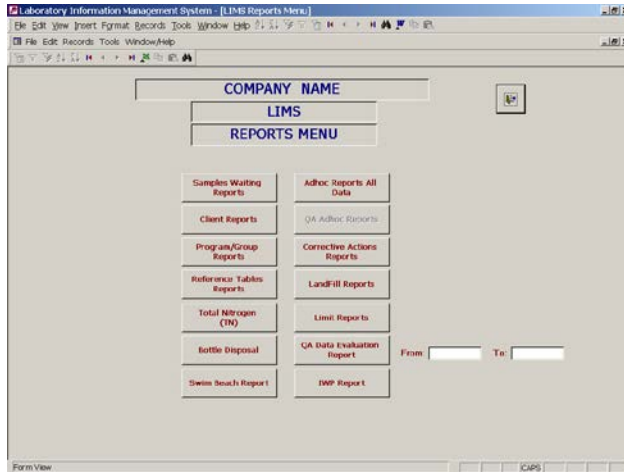 Laboratory Information Management System - [LIMS Reports Menu]
File Edit View Insert Format Records Tools Window Help
File Edit Records Tools Window/Help
COMPANY NAME
LIMS
REPORTS MENU
Samples Waiting
Reports
Adhoc Reports All
Data
Client Reports
QA Adhoc Reports
Program/Group
Reports
Corrective Actions
Reports
Reference Tables
Reports
LandFill Reports
Total Nitrogen
(TN)
Limit Reports
Bottle Disposal
QA Data Evaluation
Report
From:
To:
Swim Beach Report
IWP Report
Form View
CAPS